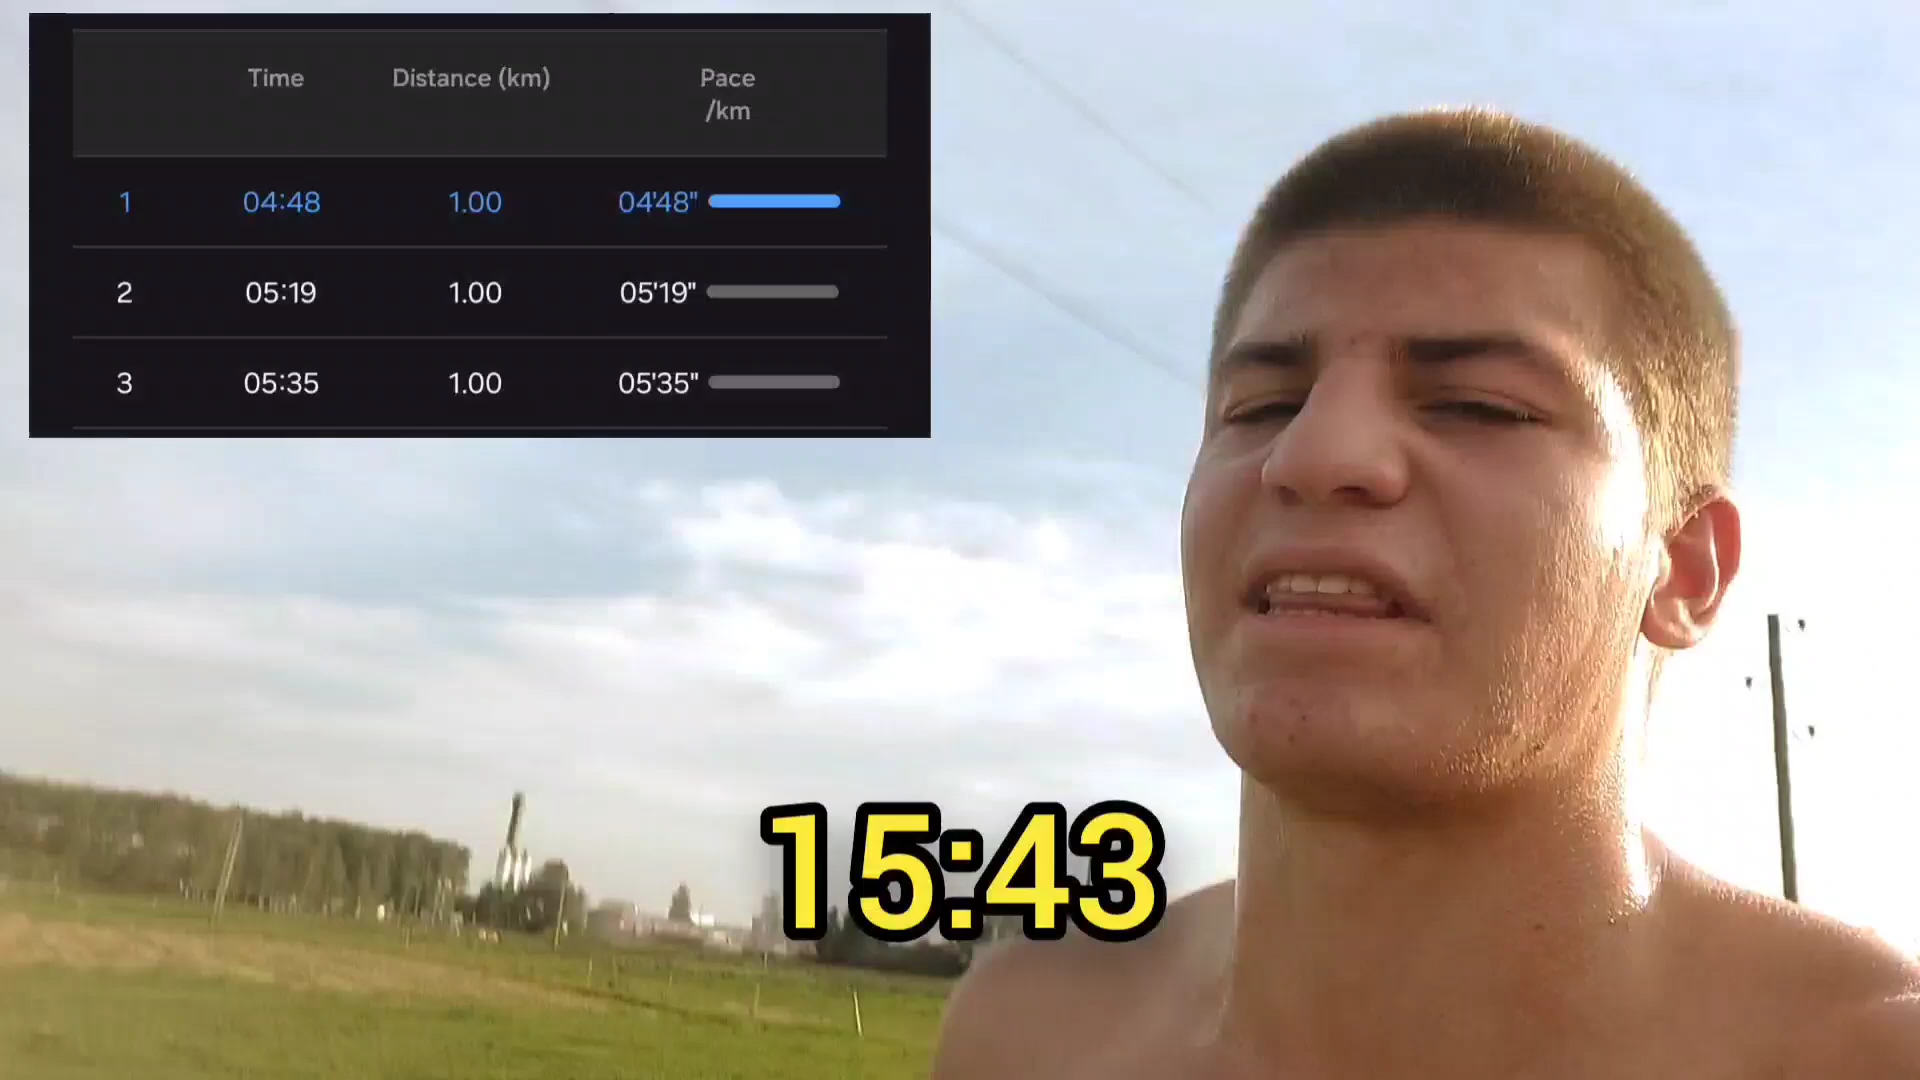 Time Distance (km) Pace
/km
1 04:48 1.00 04'48"
2 05:19 1.00 05'19"
3 05:35 1.00 05'35"
15:43